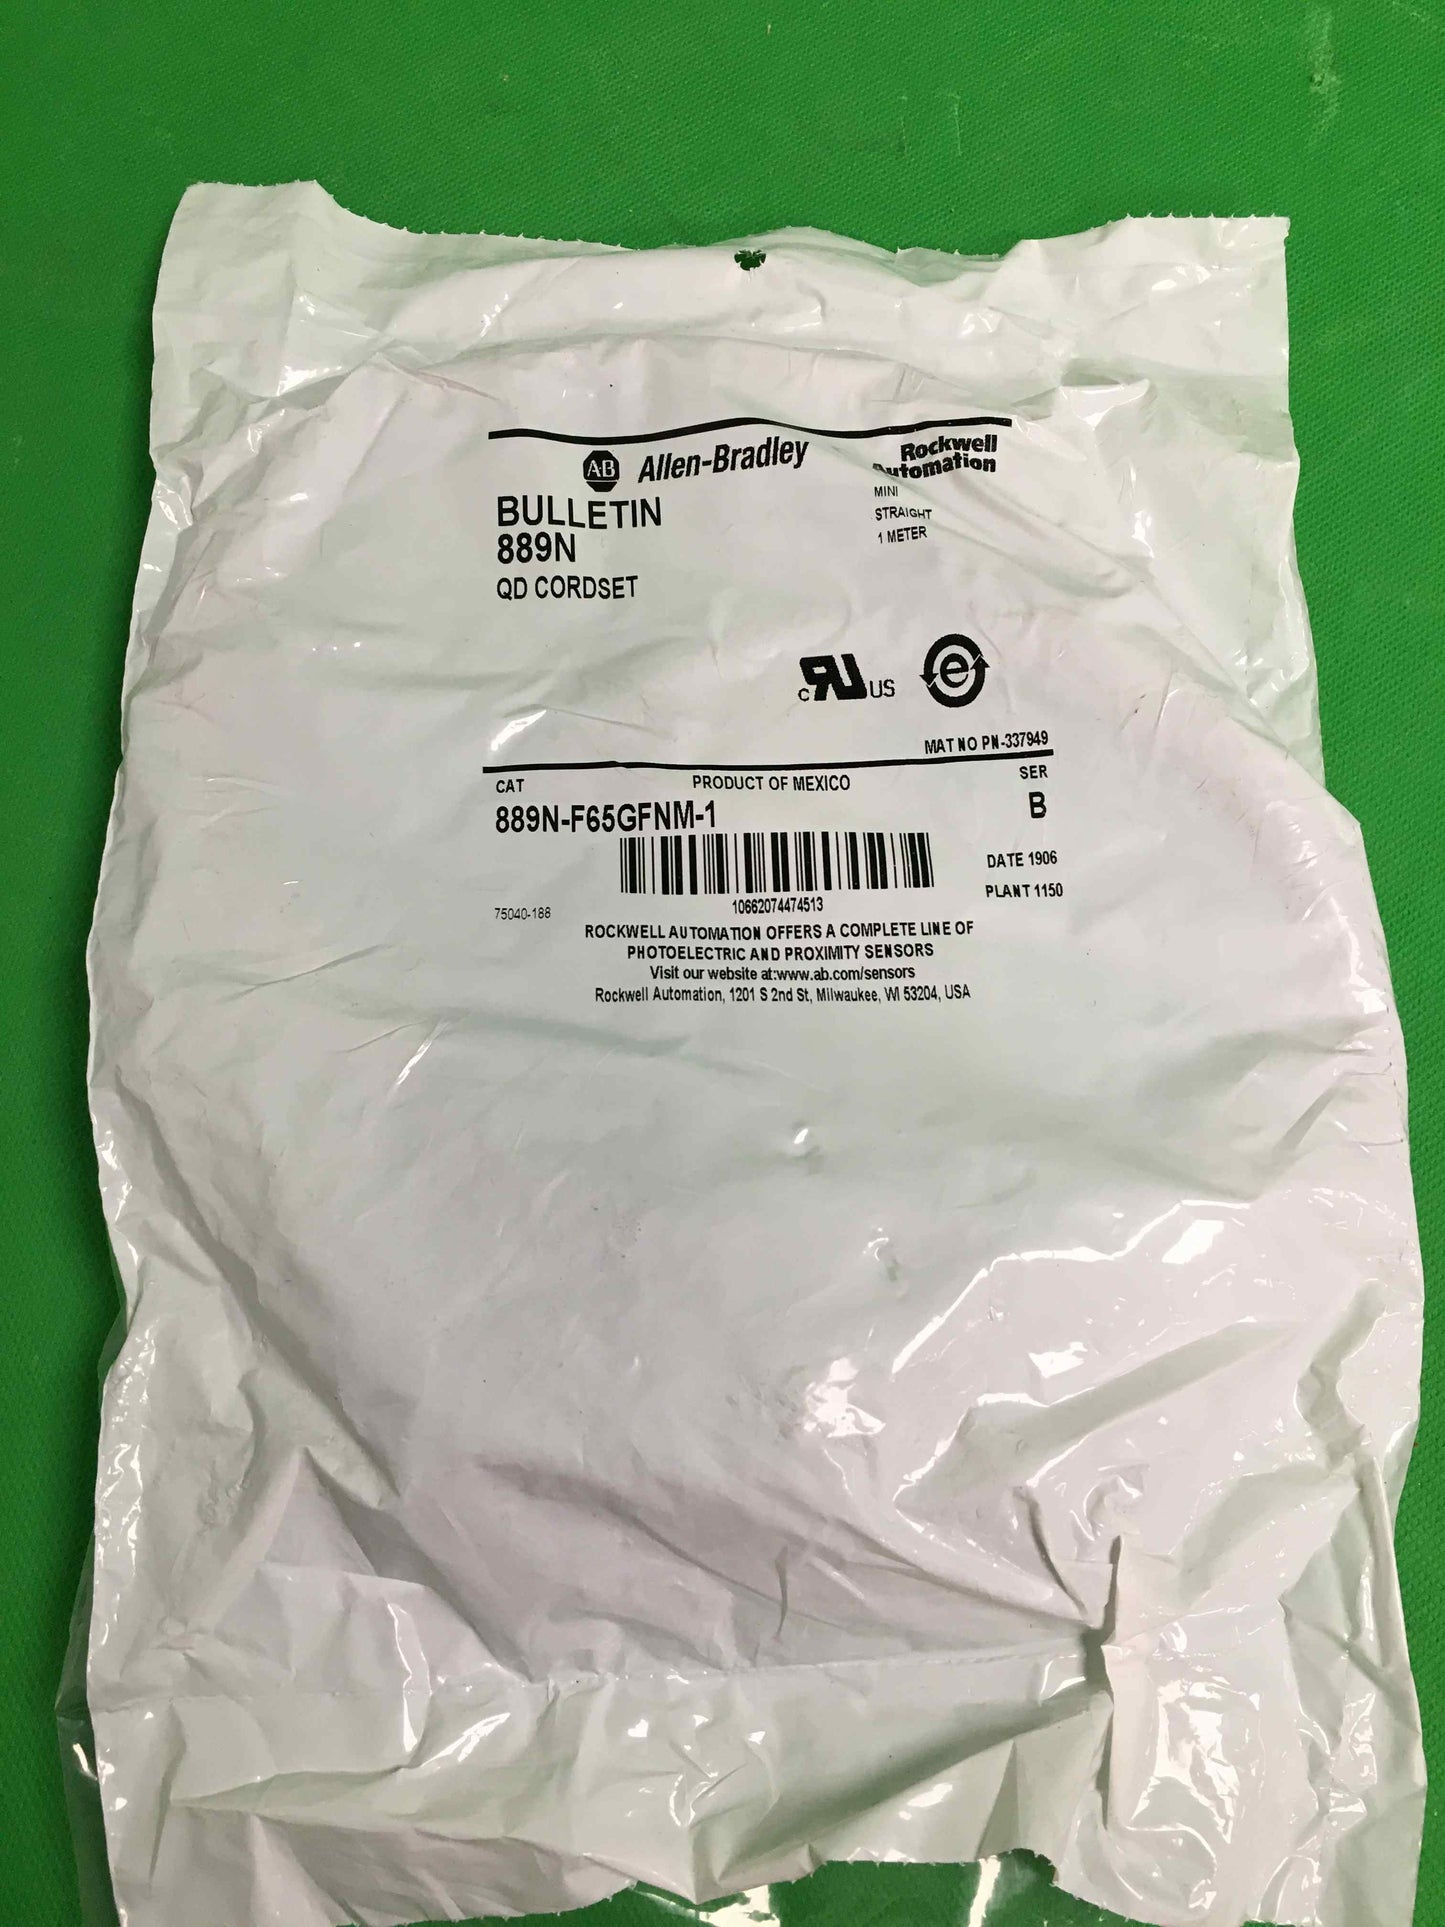 AB Allen-Bradley
Rockwell
Automation
BULLETIN
889N
QD CORDSET
MINI
STRAIGHT
1 METER
c RU US
e
MAT NO PN-337949
CAT
PRODUCT OF MEXICO
SER
889N-F65GFNM-1
B
DATE 1906
PLANT 1150
10662074474513
75040-188
ROCKWELL AUTOMATION OFFERS A COMPLETE LINE OF
PHOTOELECTRIC AND PROXIMITY SENSORS
Visit our website at:www.ab.com/sensors
Rockwell Automation, 1201 S 2nd St, Milwaukee, WI 53204, USA